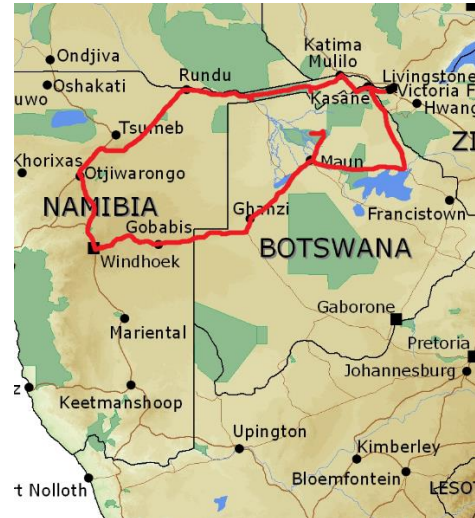 Ondjiva
Katima
Mulilo
Oshakati
uwo
Rundu
Livingstone
Victoria F
Kasane
Hwang
Tsumeb
ZI
Khorixas
Maun
Otjiwarongo
NAMIBIA
Ghanzi
Francistown
Gobabis
BOTSWANA
Windhoek
Gaborone
Mariental
Pretoria
Johannesburg
z
Keetmanshoop
Upington
Kimberley
Bloemfontein
t Nolloth
LESO